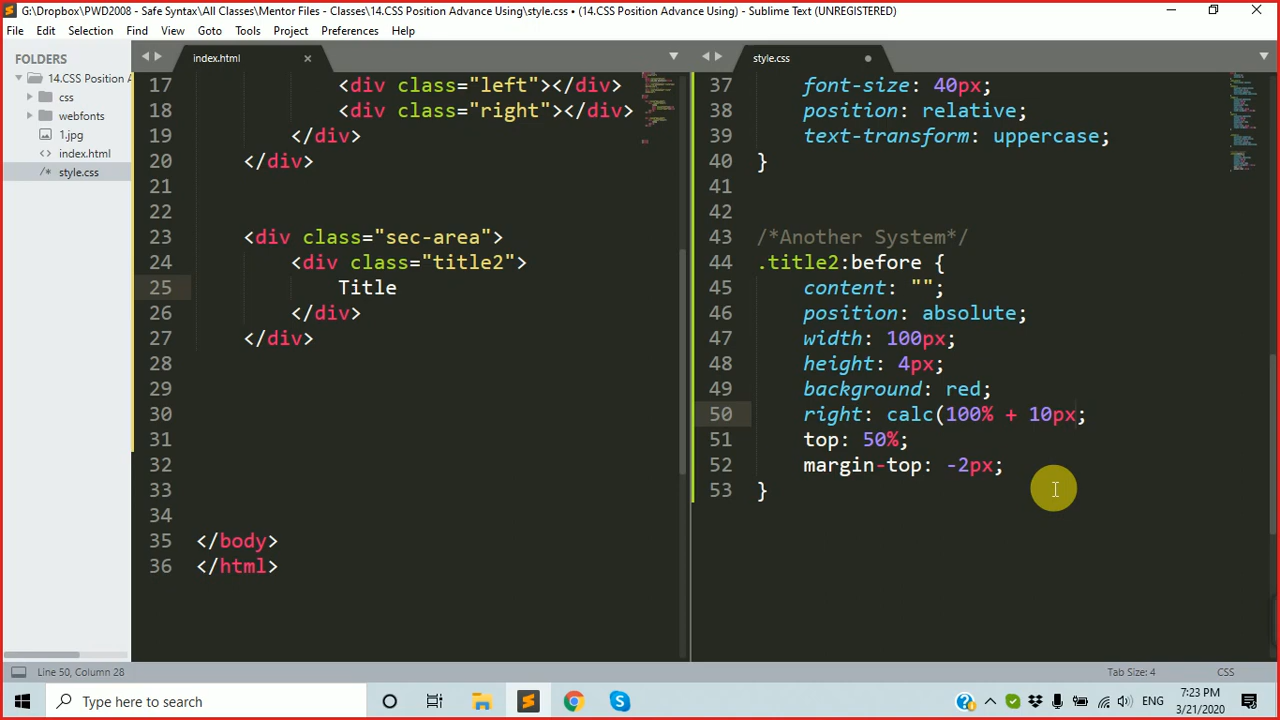 G:\Dropbox\PWD2008 - Safe Syntax\All Classes\Mentor Files - Classes\14.CSS Position Advance Using\style.css • (14.CSS Position Advance Using) - Sublime Text (UNREGISTERED)
File Edit Selection Find View Goto Tools Project Preferences Help
FOLDERS
14.CSS Position A
css
webfonts
1.jpg
index.html
style.css
index.html
17 <div class="left"></div>
18 <div class="right"></div>
19 </div>
20 </div>
21
22
23 <div class="sec-area">
24 <div class="title2">
25 Title
26 </div>
27 </div>
28
29
30
31
32
33
34
35 </body>
36 </html>
style.css
37 font-size: 40px;
38 position: relative;
39 text-transform: uppercase;
40 }
41
42
43 /*Another System*/
44 .title2:before {
45 content: "";
46 position: absolute;
47 width: 100px;
48 height: 4px;
49 background: red;
50 right: calc(100% + 10px;
51 top: 50%;
52 margin-top: -2px;
53 }
Line 50, Column 28
Tab Size: 4 CSS
Type here to search
ENG
7:23 PM
3/21/2020